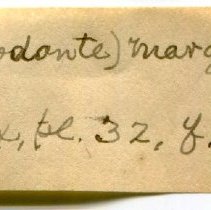 odonte) marg
x, pl. 32, f.